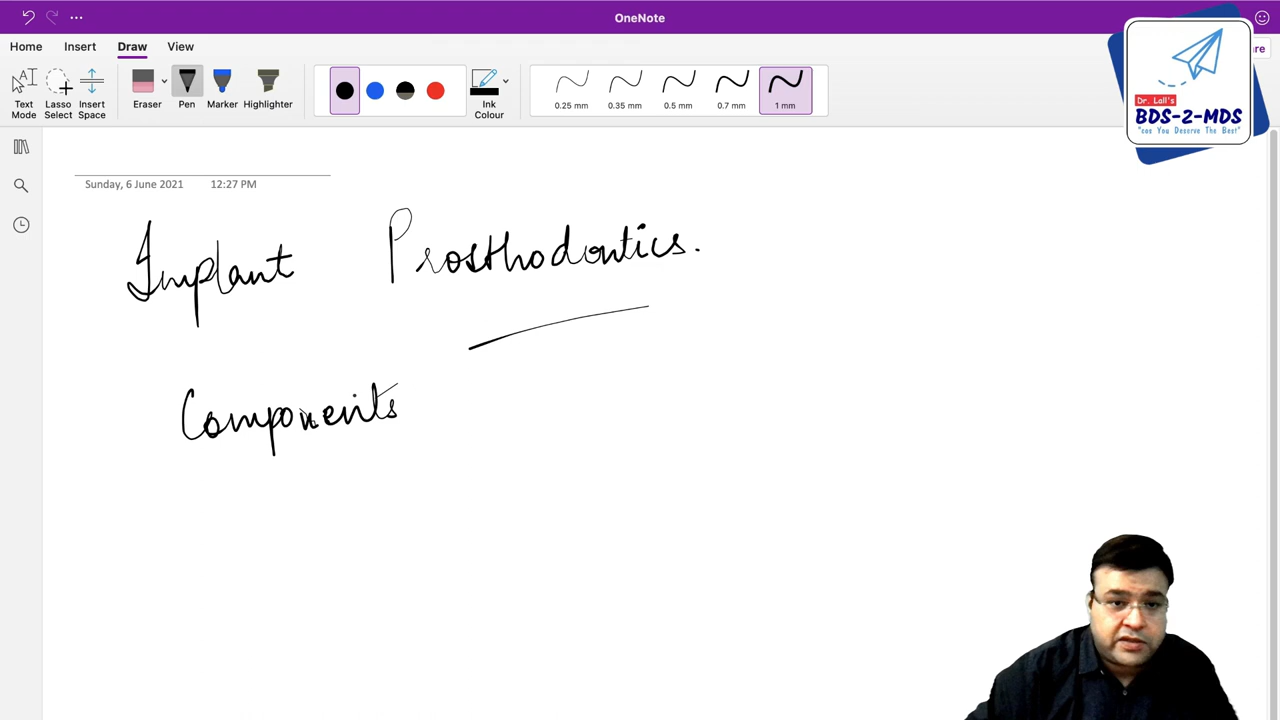 OneNote
Home Insert Draw View
re
Text Mode
Lasso Select
Insert Space
Eraser
Pen
Marker
Highlighter
Ink Colour
0.25 mm
0.35 mm
0.5 mm
0.7 mm
1 mm
Dr. Lall's
BDS-2-MDS
"cos You Deserve The Best"
Sunday, 6 June 2021 12:27 PM
Implant Prosthodontics.
Components